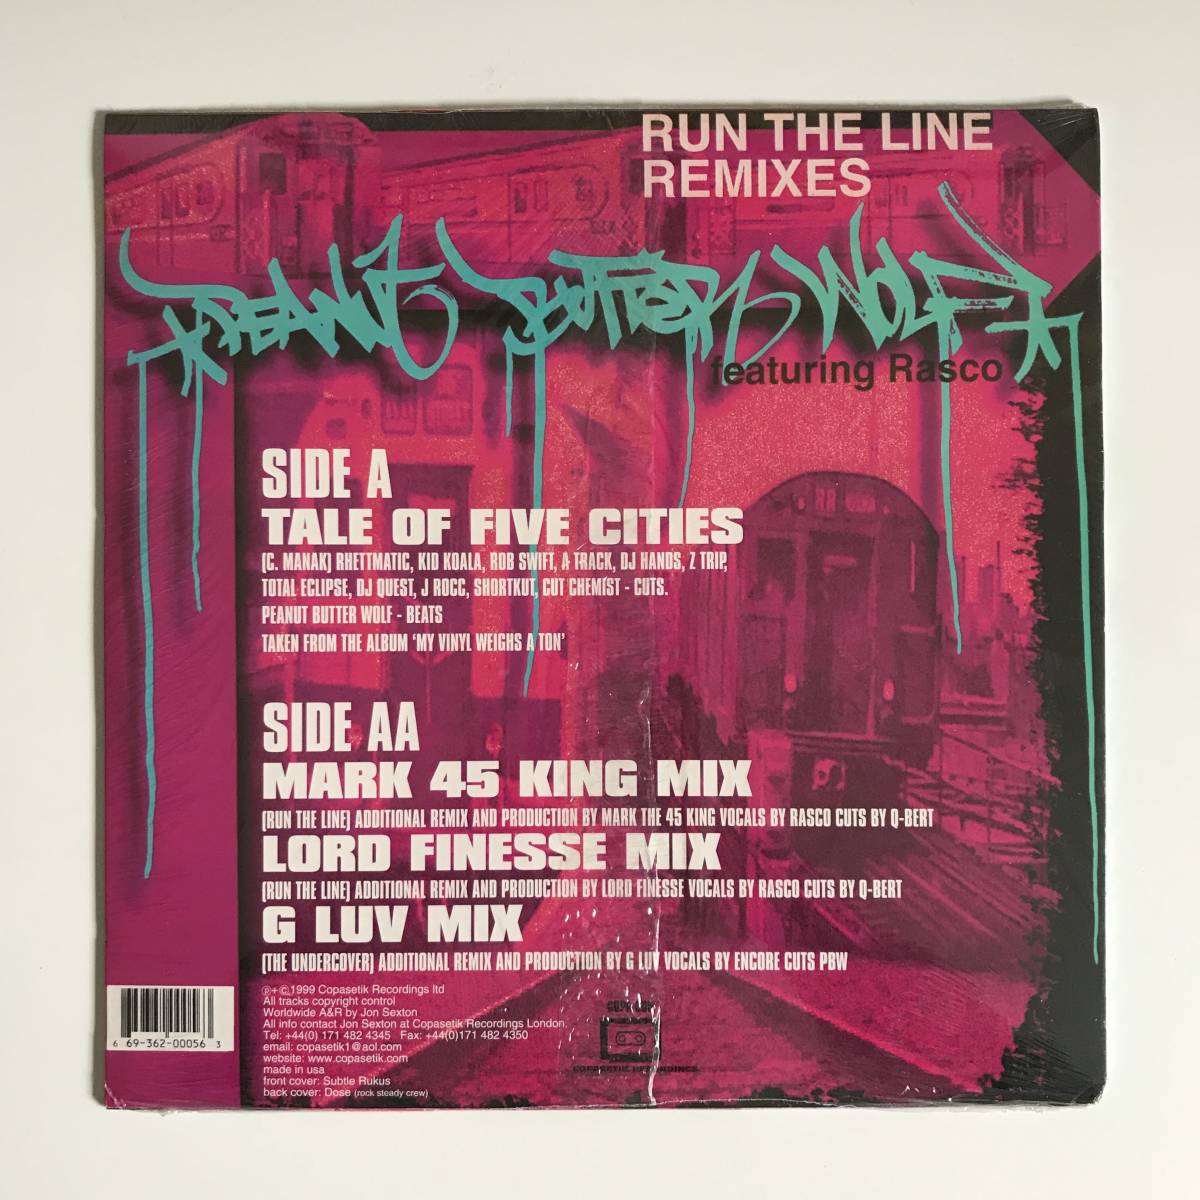 RUN THE LINE
REMIXES
PEANUT BUTTER WOLF
featuring Rasco
SIDE A
TALE OF FIVE CITIES
(C. MANAK) RHETTMATIC, KID KOALA, ROB SWIFT, A TRACK, DJ HANDS, Z TRIP,
TOTAL ECLIPSE, DJ QUEST, J ROCC, SHORTKUT, CUT CHEMIST - CUTS.
PEANUT BUTTER WOLF - BEATS
TAKEN FROM THE ALBUM 'MY VINYL WEIGHS A TON'
SIDE AA
MARK 45 KING MIX
(RUN THE LINE) ADDITIONAL REMIX AND PRODUCTION BY MARK THE 45 KING VOCALS BY RASCO CUTS BY Q-BERT
LORD FINESSE MIX
(RUN THE LINE) ADDITIONAL REMIX AND PRODUCTION BY LORD FINESSE VOCALS BY RASCO CUTS BY Q-BERT
G LUV MIX
(THE UNDERCOVER) ADDITIONAL REMIX AND PRODUCTION BY G LUV VOCALS BY ENCORE CUTS PBW
℗+©1999 Copasetik Recordings ltd
All tracks copyright control
Worldwide A&R by Jon Sexton
All info contact Jon Sexton at Copasetik Recordings London.
Tel: +44(0) 171 482 4345 Fax: +44(0)171 482 4350
email: copasetik1@aol.com
website: www.copasetik.com
made in usa
front cover: Subtle Rukus
back cover: Dose (rock steady crew)
6 69-362-00056 3
RECORDINGS